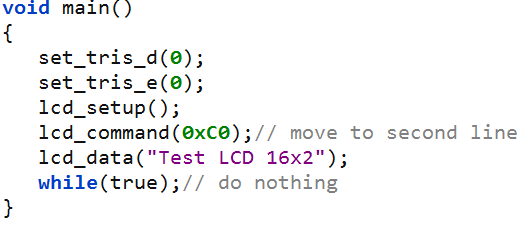 void main()
{
set_tris_d(0);
set_tris_e(0);
lcd_setup();
lcd_command(0xC0);// move to second line
lcd_data("Test LCD 16x2");
while(true);// do nothing
}